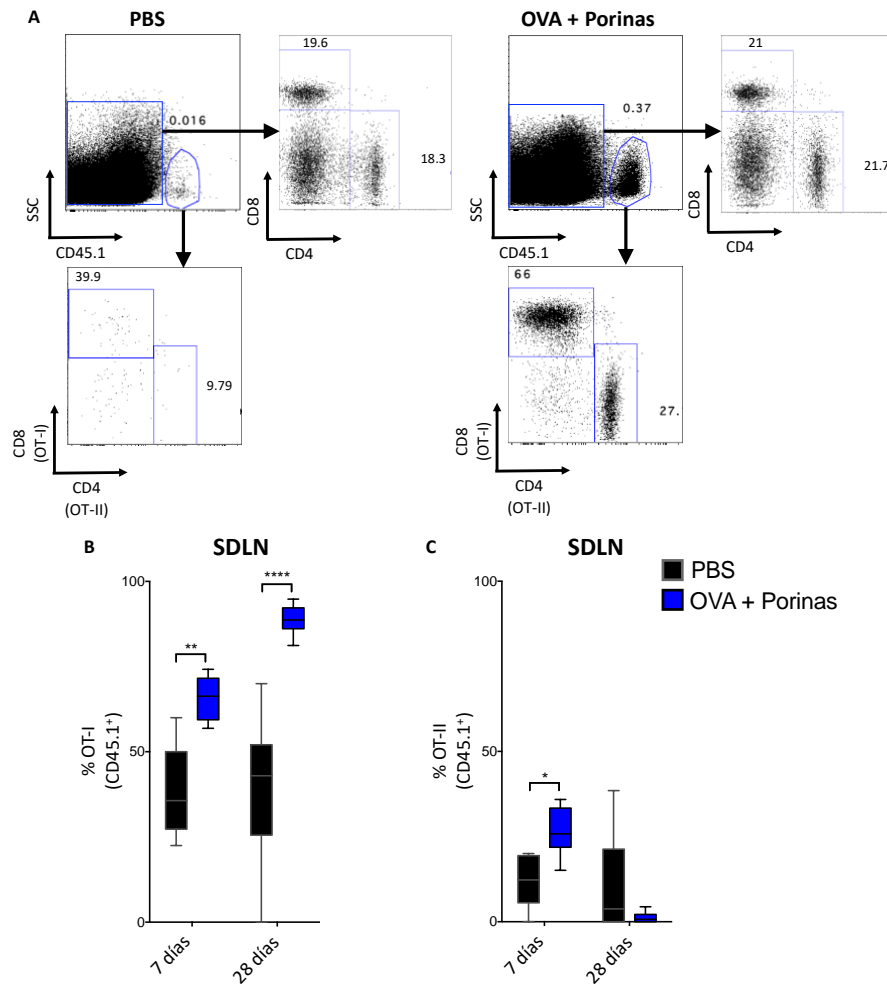 A
PBS
OVA + Porinas
19.6
0.016
18.3
SSC
CD45.1
CD8
CD4
21
0.37
21.7
SSC
CD45.1
CD8
CD4
39.9
9.79
CD8
(OT-I)
CD4
(OT-II)
66
27.
CD8
(OT-I)
CD4
(OT-II)
B
SDLN
100
50
0
% OT-I
(CD45.1⁺)
**
****
7 días
28 días
C
SDLN
100
50
0
% OT-II
(CD45.1⁺)
*
7 días
28 días
PBS
OVA + Porinas